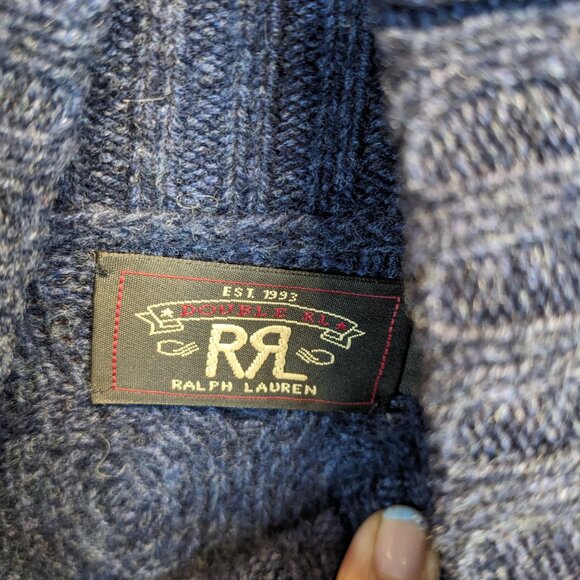 EST. 1993
DOUBLE RL
RRL
RALPH LAUREN